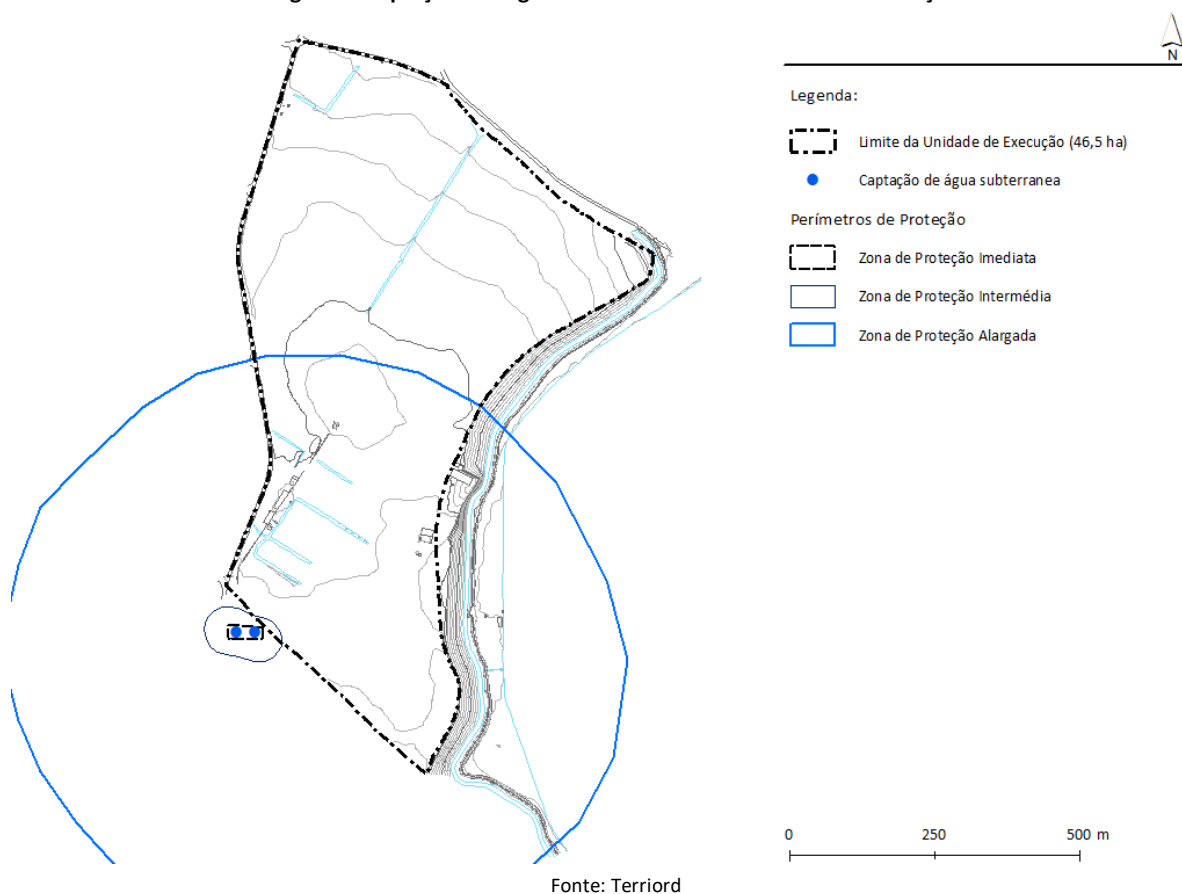 N
Legenda:
Limite da Unidade de Execução (46,5 ha)
Captação de água subterranea
Perímetros de Proteção
Zona de Proteção Imediata
Zona de Proteção Intermédia
Zona de Proteção Alargada
0 250 500 m
Fonte: Terriord